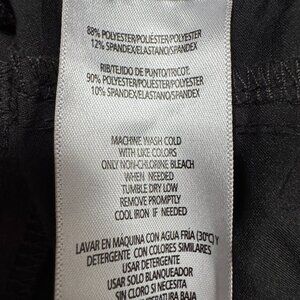 88% POLYESTER/POLIÉSTER/POLYESTER
12% SPANDEX/ELASTANO/SPANDEX
RIB/TEJIDO DE PUNTO/TRICOT:
90% POLYESTER/POLIÉSTER/POLYESTER
10% SPANDEX/ELASTANO/SPANDEX
MACHINE WASH COLD
WITH LIKE COLORS
ONLY NON-CHLORINE BLEACH
WHEN NEEDED
TUMBLE DRY LOW
REMOVE PROMPTLY
COOL IRON IF NEEDED
LAVAR EN MÁQUINA CON AGUA FRÍA (30°C) Y
DETERGENTE CON COLORES SIMILARES
USAR DETERGENTE
USAR SOLO BLANQUEADOR
SIN CLORO SI NECESITA
TEMPERATURA BAJA